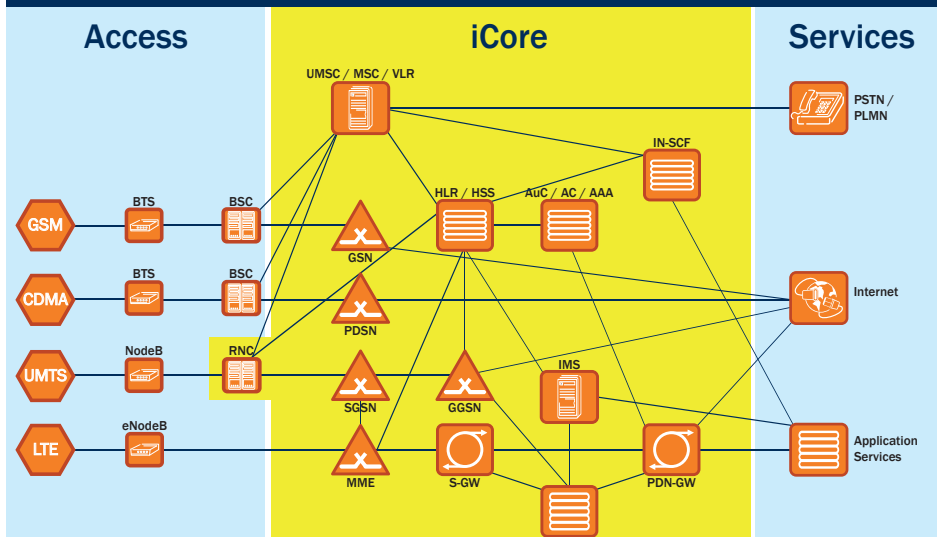 Access
iCore
Services
UMSC / MSC / VLR
PSTN /
PLMN
IN-SCF
HLR / HSS
AuC / AC / AAA
GSM
BTS
BSC
GSN
CDMA
BTS
BSC
PDSN
Internet
UMTS
NodeB
RNC
SGSN
GGSN
IMS
LTE
eNodeB
MME
S-GW
PDN-GW
Application
Services